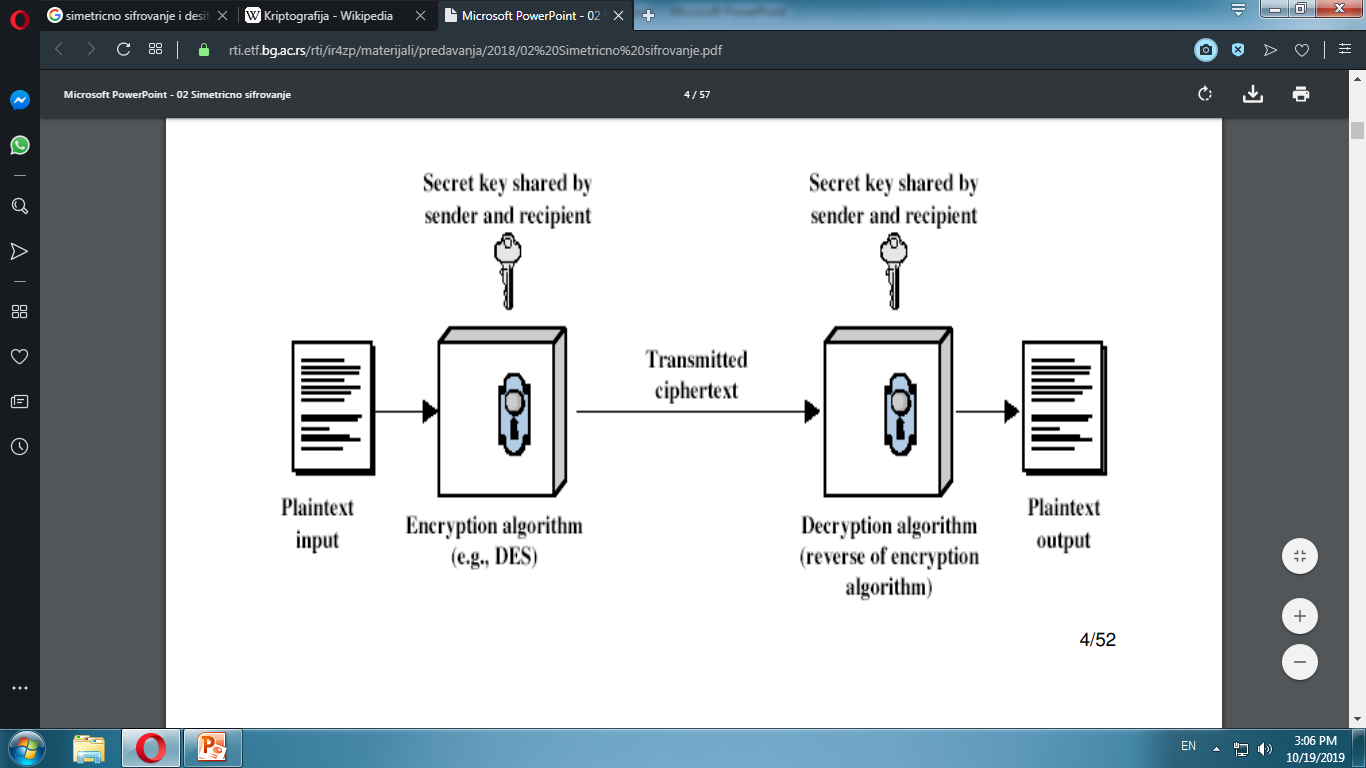 simetricno sifrovanje i desif
Kriptografija - Wikipedia
Microsoft PowerPoint - 02
rti.etf.bg.ac.rs/rti/ir4zp/materijali/predavanja/2018/02%20Simetricno%20sifrovanje.pdf
Microsoft PowerPoint - 02 Simetricno sifrovanje
4 / 57
Secret key shared by
sender and recipient
Secret key shared by
sender and recipient
Transmitted
ciphertext
Plaintext
input
Encryption algorithm
(e.g., DES)
Decryption algorithm
(reverse of encryption
algorithm)
Plaintext
output
4/52
EN
3:06 PM
10/19/2019